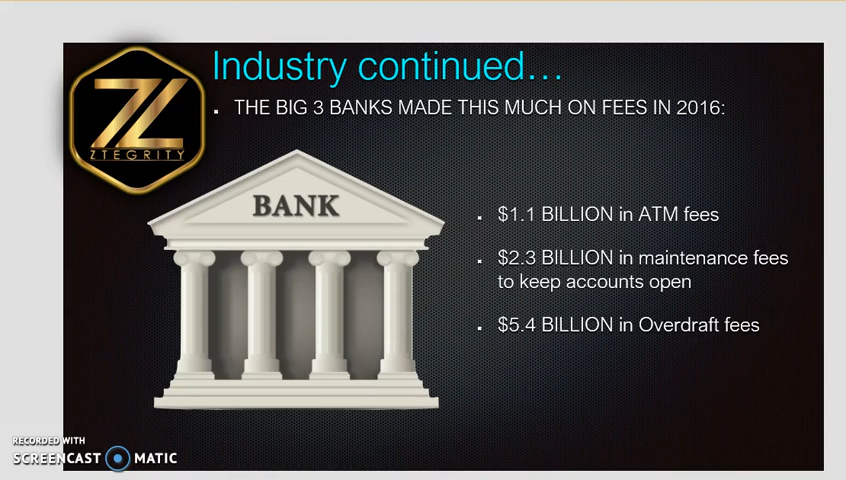 Industry continued...
▪ THE BIG 3 BANKS MADE THIS MUCH ON FEES IN 2016:
ZTEGRITY
BANK
▪ $1.1 BILLION in ATM fees
▪ $2.3 BILLION in maintenance fees
to keep accounts open
▪ $5.4 BILLION in Overdraft fees
RECORDED WITH
SCREENCAST MATIC